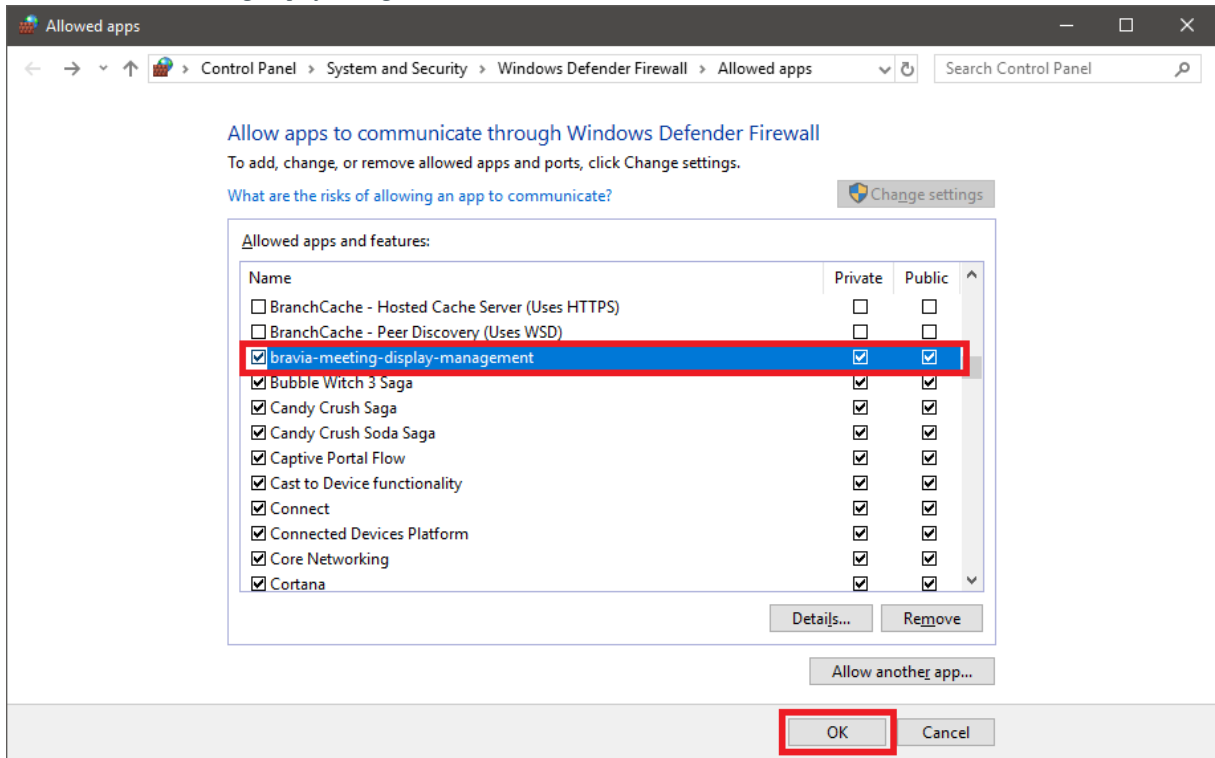 Allowed apps
Control Panel > System and Security > Windows Defender Firewall > Allowed apps
Search Control Panel
Allow apps to communicate through Windows Defender Firewall
To add, change, or remove allowed apps and ports, click Change settings.
What are the risks of allowing an app to communicate?
Change settings
Allowed apps and features:
Name Private Public
BranchCache - Hosted Cache Server (Uses HTTPS)
BranchCache - Peer Discovery (Uses WSD)
bravia-meeting-display-management
Bubble Witch 3 Saga
Candy Crush Saga
Candy Crush Soda Saga
Captive Portal Flow
Cast to Device functionality
Connect
Connected Devices Platform
Core Networking
Cortana
Details... Remove
Allow another app...
OK Cancel